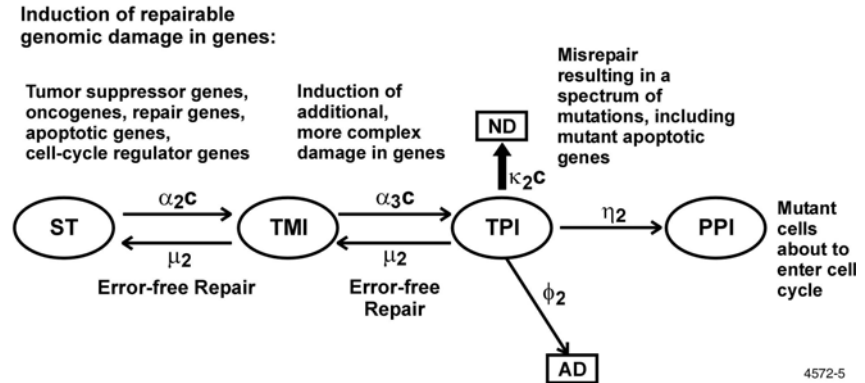 Induction of repairable
genomic damage in genes:
Tumor suppressor genes,
oncogenes, repair genes,
apoptotic genes,
cell-cycle regulator genes
Induction of
additional,
more complex
damage in genes
Misrepair
resulting in a
spectrum of
mutations, including
mutant apoptotic
genes
ND
κ2c
ST
α2c
μ2
Error-free Repair
TMI
α3c
μ2
Error-free
Repair
TPI
η2
PPI
Mutant
cells
about to
enter cell
cycle
ϕ2
AD
4572-5